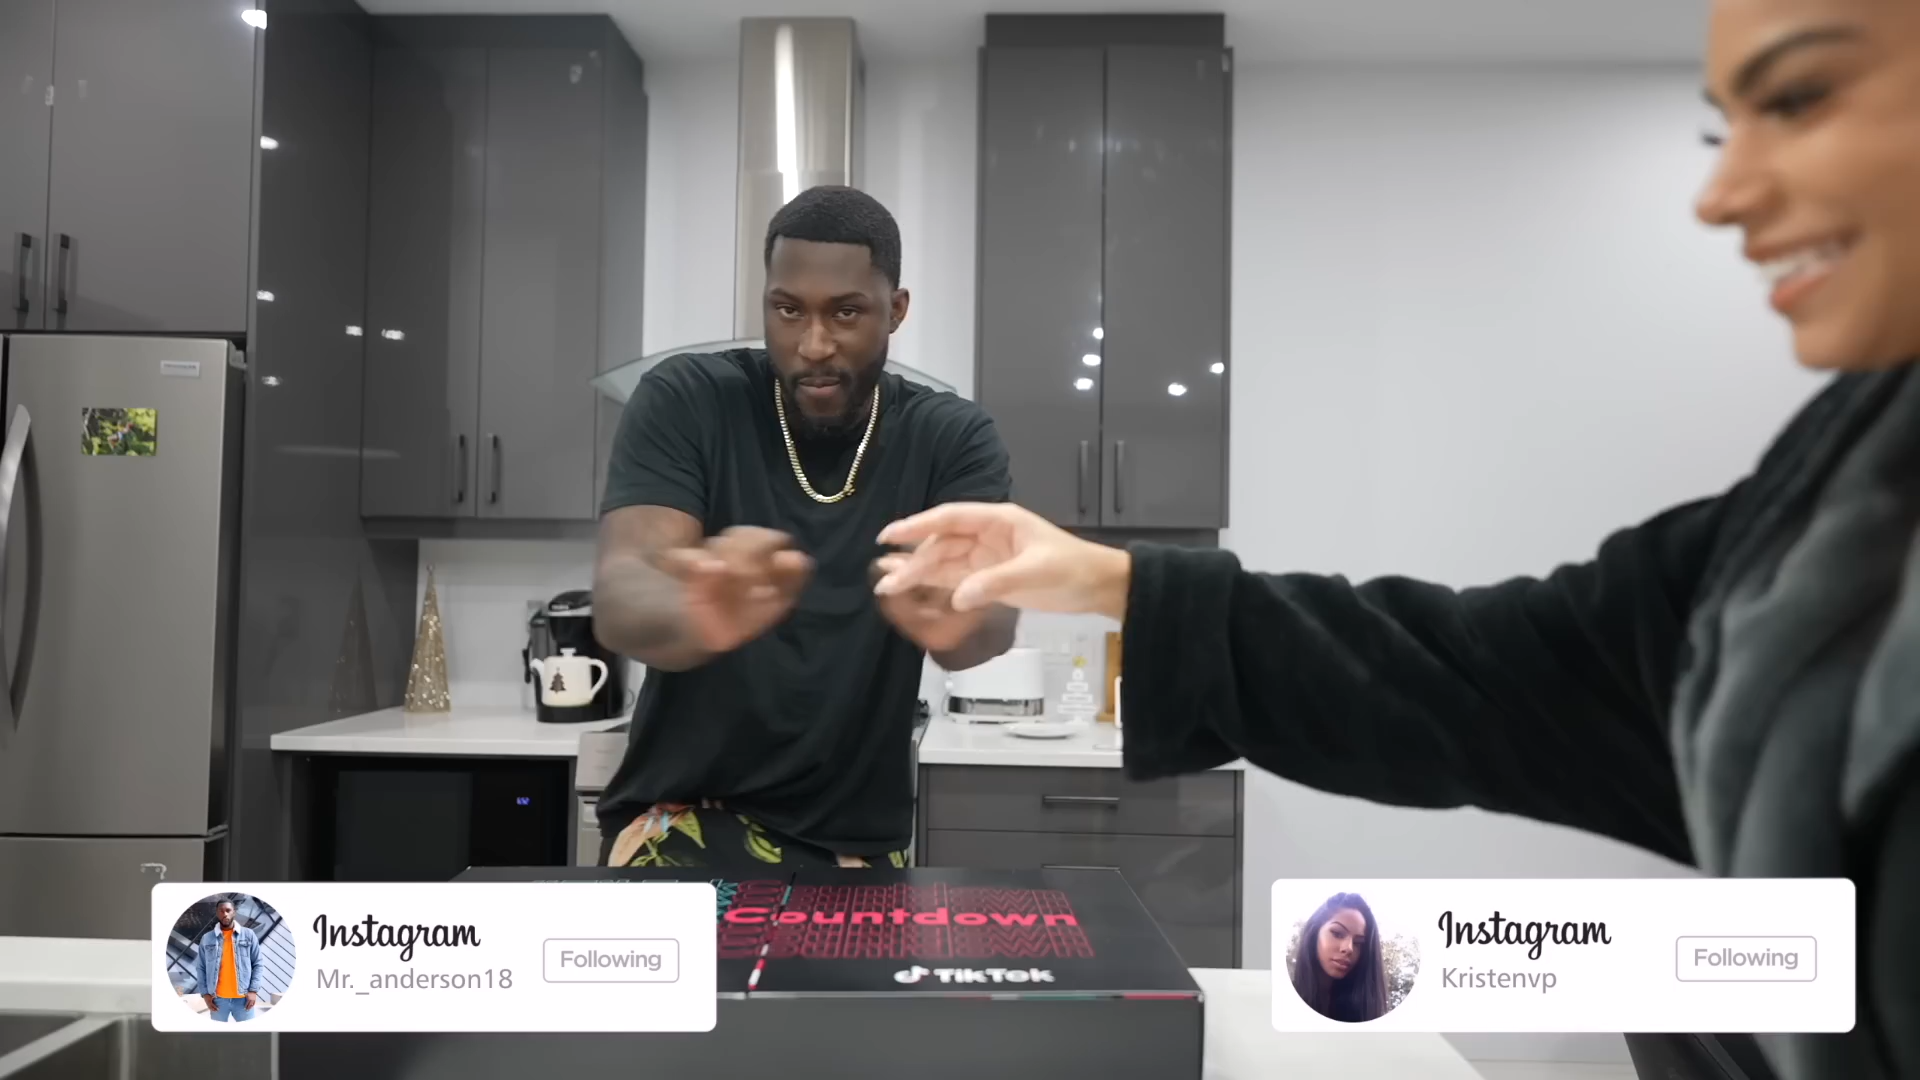 Countdown
TikTok
Instagram
Mr._anderson18
Following
Instagram
Kristenvp
Following